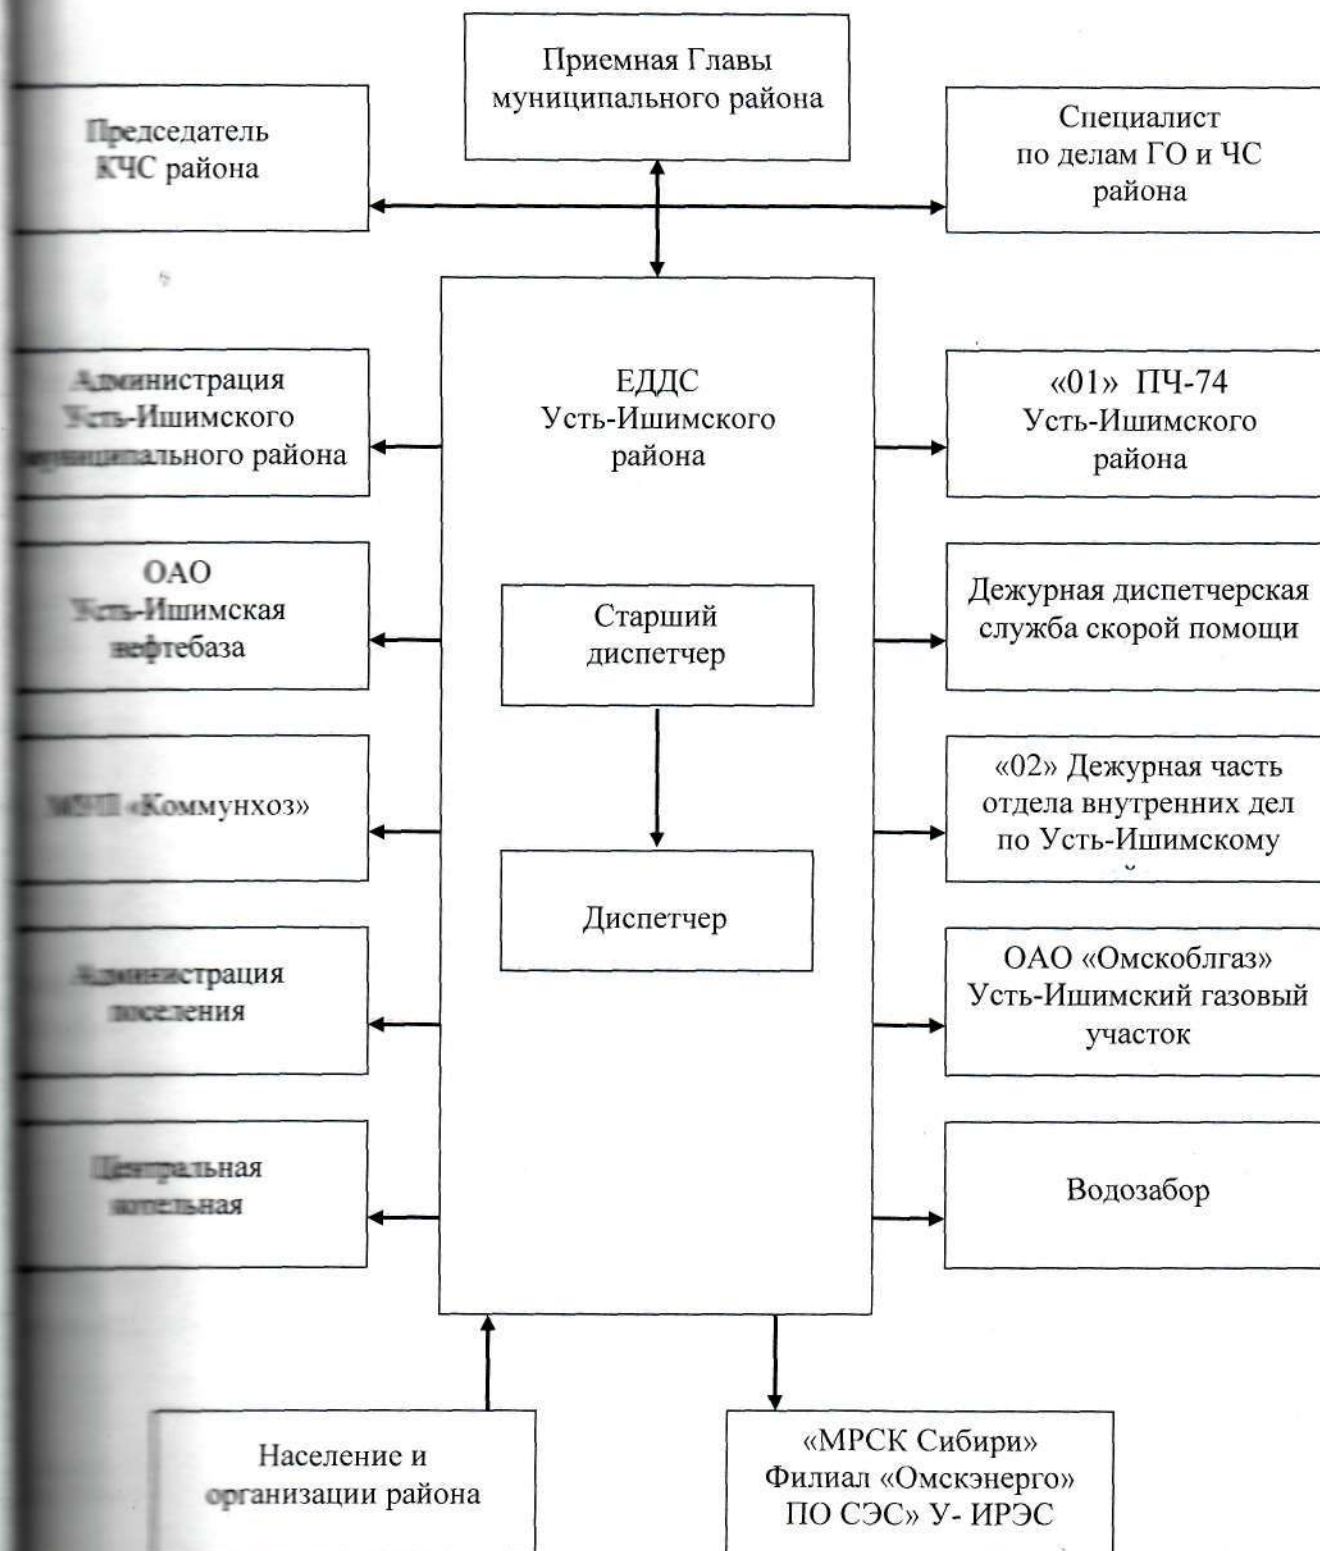 Приемная Главы
муниципального района
Председатель
КЧС района
Специалист
по делам ГО и ЧС
района
Администрация
Усть-Ишимского
муниципального района
ЕДДС
Усть-Ишимского
района
«01» ПЧ-74
Усть-Ишимского
района
ОАО
Усть-Ишимская
нефтебаза
Старший
диспетчер
Дежурная диспетчерская
служба скорой помощи
МУП «Коммунхоз»
«02» Дежурная часть
отдела внутренних дел
по Усть-Ишимскому
Диспетчер
Администрация
поселения
ОАО «Омскоблгаз»
Усть-Ишимский газовый
участок
Центральная
котельная
Водозабор
Население и
организации района
«МРСК Сибири»
Филиал «Омскэнерго»
ПО СЭС» У- ИРЭС